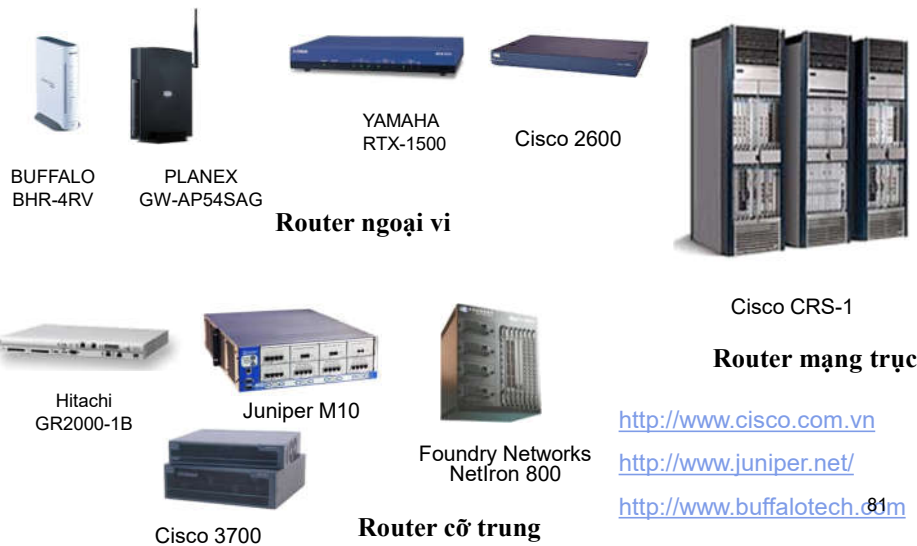 BUFFALO
BHR-4RV
PLANEX
GW-AP54SAG
YAMAHA
RTX-1500
Cisco 2600
Router ngoại vi
Cisco CRS-1
Router mạng trục
Hitachi
GR2000-1B
Juniper M10
Cisco 3700
Foundry Networks
NetIron 800
Router cỡ trung
http://www.cisco.com.vn
http://www.juniper.net/
http://www.buffalotech.com
81